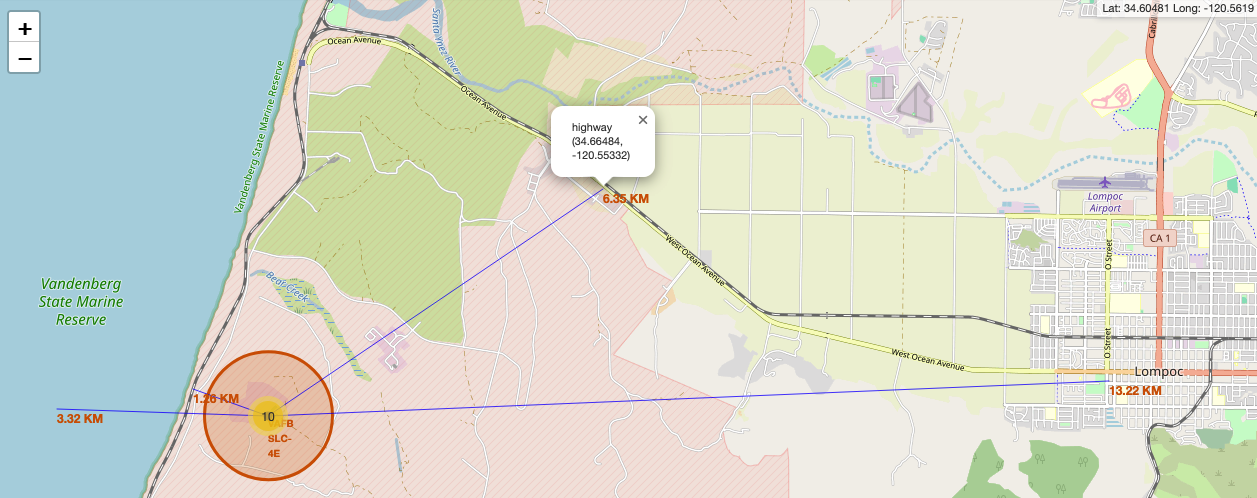 +
−
Lat: 34.60481 Long: -120.5619
Ocean Avenue
Santa Ynez River
Ocean Avenue
Vandenberg State Marine Reserve
highway
(34.66484,
-120.55332)
×
6.35 KM
Lompoc
Airport
CA 1
O Street
West Ocean Avenue
Bear Creek
Vandenberg
State Marine
Reserve
O Street
West Ocean Avenue
Lompoc
1.26 KM
13.22 KM
3.32 KM
10
AFB
SLC-
4E